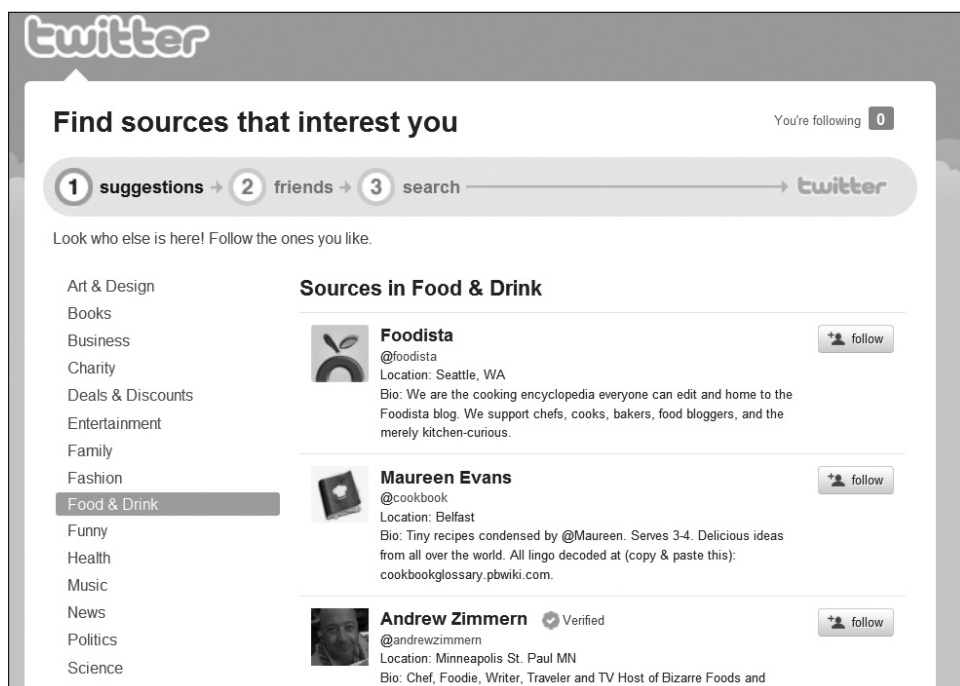 twitter
Find sources that interest you
You're following 0
1 suggestions → 2 friends → 3 search → twitter
Look who else is here! Follow the ones you like.
Art & Design
Books
Business
Charity
Deals & Discounts
Entertainment
Family
Fashion
Food & Drink
Funny
Health
Music
News
Politics
Science
Sources in Food & Drink
Foodista
@foodista
Location: Seattle, WA
Bio: We are the cooking encyclopedia everyone can edit and home to the
Foodista blog. We support chefs, cooks, bakers, food bloggers, and the
merely kitchen-curious.
follow
Maureen Evans
@cookbook
Location: Belfast
Bio: Tiny recipes condensed by @Maureen. Serves 3-4. Delicious ideas
from all over the world. All lingo decoded at (copy & paste this):
cookbookglossary.pbwiki.com.
follow
Andrew Zimmern Verified
@andrewzimmern
Location: Minneapolis St. Paul MN
Bio: Chef, Foodie, Writer, Traveler and TV Host of Bizarre Foods and
follow